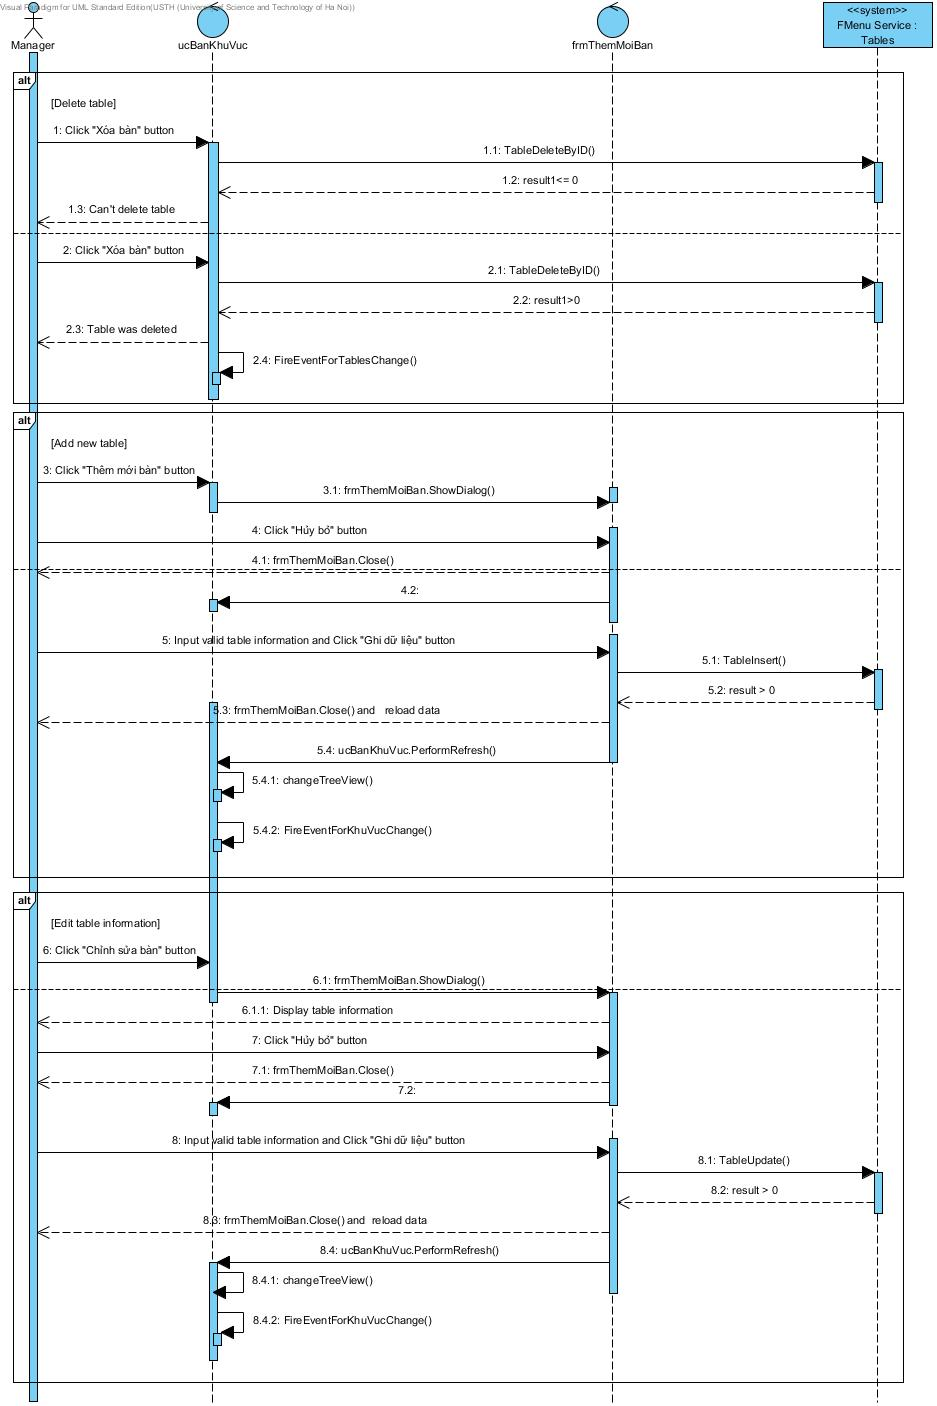 Visual Paradigm for UML Standard Edition(USTH (University of Science and Technology of Ha Noi))
Manager
ucBanKhuVuc
frmThemMoiBan
<<system>>
FMenu Service :
Tables
alt
[Delete table]
1: Click "Xóa bàn" button
1.1: TableDeleteByID()
1.2: result1<= 0
1.3: Can't delete table
2: Click "Xóa bàn" button
2.1: TableDeleteByID()
2.2: result1>0
2.3: Table was deleted
2.4: FireEventForTablesChange()
alt
[Add new table]
3: Click "Thêm mới bàn" button
3.1: frmThemMoiBan.ShowDialog()
4: Click "Hủy bỏ" button
4.1: frmThemMoiBan.Close()
4.2:
5: Input valid table information and Click "Ghi dữ liệu" button
5.1: TableInsert()
5.2: result > 0
5.3: frmThemMoiBan.Close() and reload data
5.4: ucBanKhuVuc.PerformRefresh()
5.4.1: changeTreeView()
5.4.2: FireEventForKhuVucChange()
alt
[Edit table information]
6: Click "Chỉnh sửa bàn" button
6.1: frmThemMoiBan.ShowDialog()
6.1.1: Display table information
7: Click "Hủy bỏ" button
7.1: frmThemMoiBan.Close()
7.2:
8: Input valid table information and Click "Ghi dữ liệu" button
8.1: TableUpdate()
8.2: result > 0
8.3: frmThemMoiBan.Close() and reload data
8.4: ucBanKhuVuc.PerformRefresh()
8.4.1: changeTreeView()
8.4.2: FireEventForKhuVucChange()